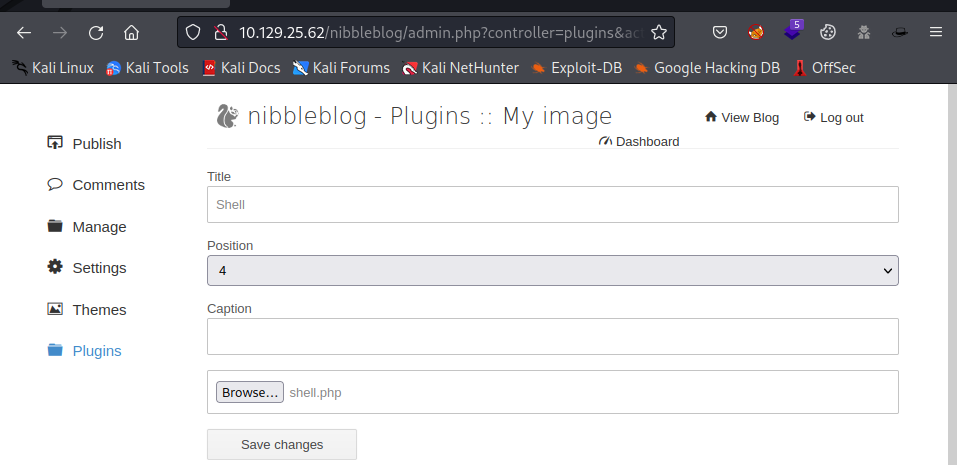 10.129.25.62/nibbleblog/admin.php?controller=plugins&ac
5
Kali Linux Kali Tools Kali Docs Kali Forums Kali NetHunter Exploit-DB Google Hacking DB OffSec
nibbleblog - Plugins :: My image
View Blog Log out
Dashboard
Publish
Comments
Manage
Settings
Themes
Plugins
Title
Shell
Position
4
Caption
Browse... shell.php
Save changes